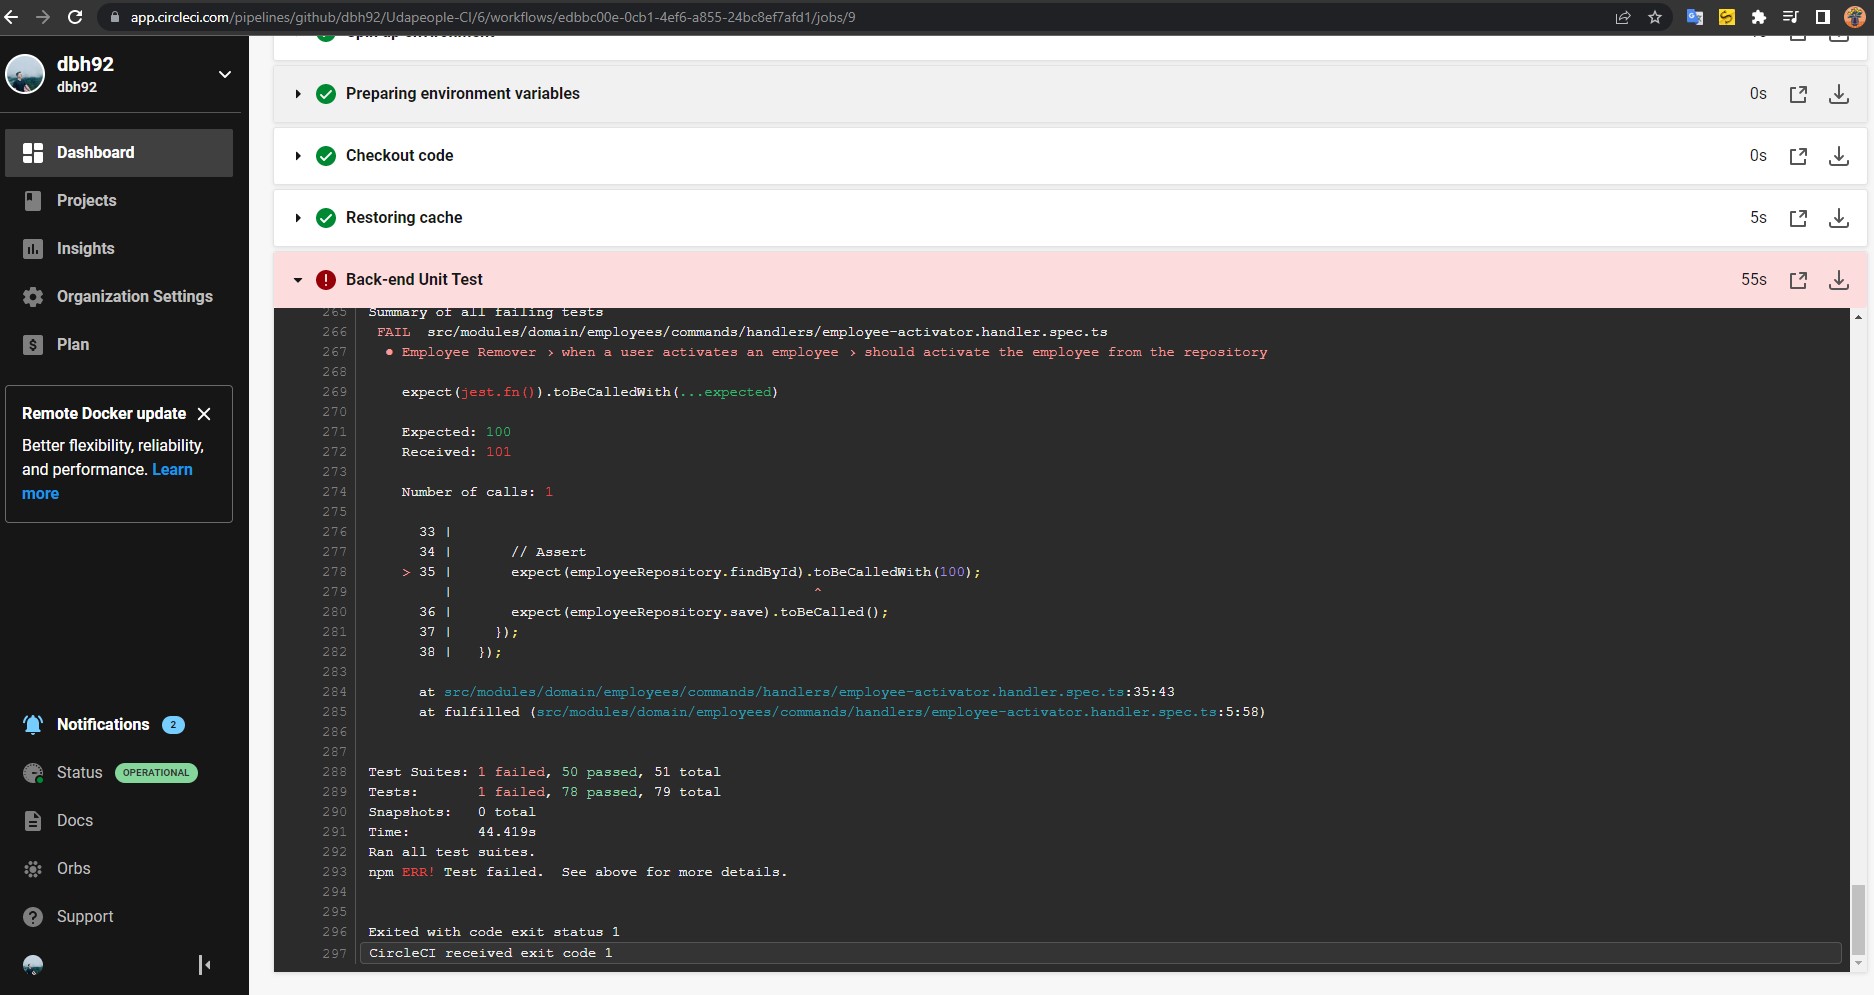 app.circleci.com/pipelines/github/dbh92/Udapeople-CI/6/workflows/edbbc00e-0cb1-4ef6-a855-24bc8ef7afd1/jobs/9
dbh92
dbh92
Dashboard
Projects
Insights
Organization Settings
$ Plan
Remote Docker update
Better flexibility, reliability,
and performance. Learn
more
Notifications 2
Status OPERATIONAL
Docs
Orbs
? Support
Spin up environment
Preparing environment variables 0s
Checkout code 0s
Restoring cache 5s
! Back-end Unit Test 55s
265 Summary of all failing tests
266 FAIL src/modules/domain/employees/commands/handlers/employee-activator.handler.spec.ts
267 ● Employee Remover › when a user activates an employee › should activate the employee from the repository
268
269 expect(jest.fn()).toBeCalledWith(...expected)
270
271 Expected: 100
272 Received: 101
273
274 Number of calls: 1
275
276 33 |
277 34 | // Assert
278 > 35 | expect(employeeRepository.findById).toBeCalledWith(100);
279 | ^
280 36 | expect(employeeRepository.save).toBeCalled();
281 37 | });
282 38 | });
283
284 at src/modules/domain/employees/commands/handlers/employee-activator.handler.spec.ts:35:43
285 at fulfilled (src/modules/domain/employees/commands/handlers/employee-activator.handler.spec.ts:5:58)
286
287
288 Test Suites: 1 failed, 50 passed, 51 total
289 Tests: 1 failed, 78 passed, 79 total
290 Snapshots: 0 total
291 Time: 44.419s
292 Ran all test suites.
293 npm ERR! Test failed. See above for more details.
294
295
296 Exited with code exit status 1
297 CircleCI received exit code 1